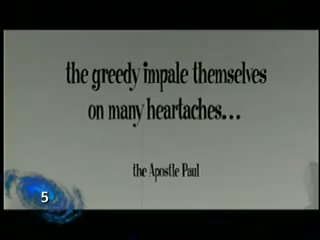 the greedy impale themselves
on many heartaches...
the Apostle Paul
5